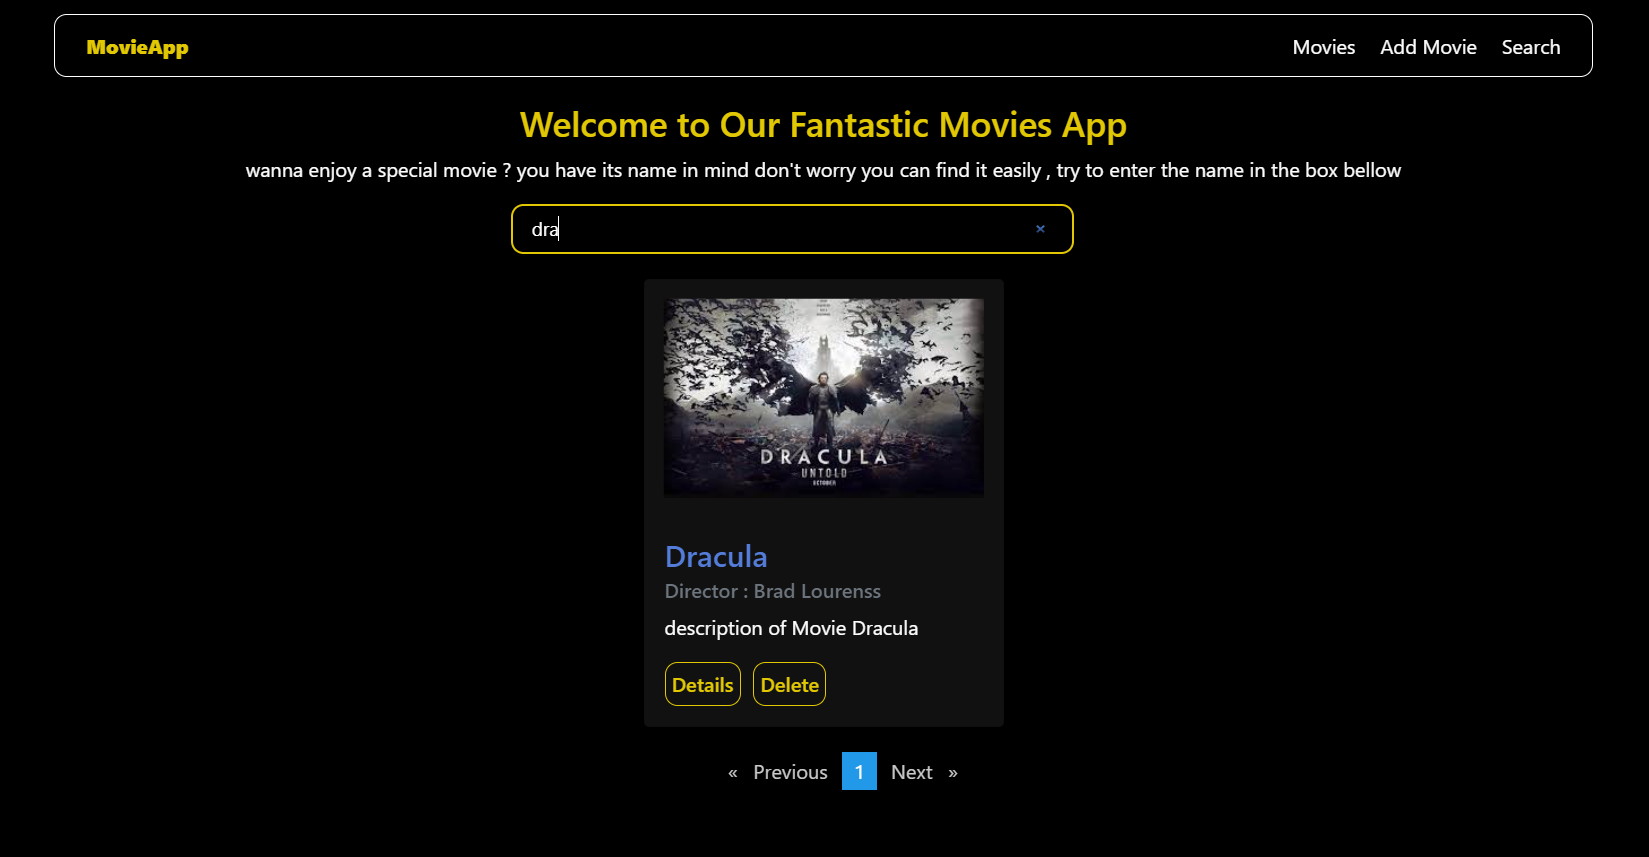 MovieApp
Movies Add Movie Search
Welcome to Our Fantastic Movies App
wanna enjoy a special movie ? you have its name in mind don't worry you can find it easily , try to enter the name in the box bellow
dra ×
DRACULA
UNTOLD
OCTOBER
Dracula
Director : Brad Lourenss
description of Movie Dracula
Details Delete
« Previous 1 Next »